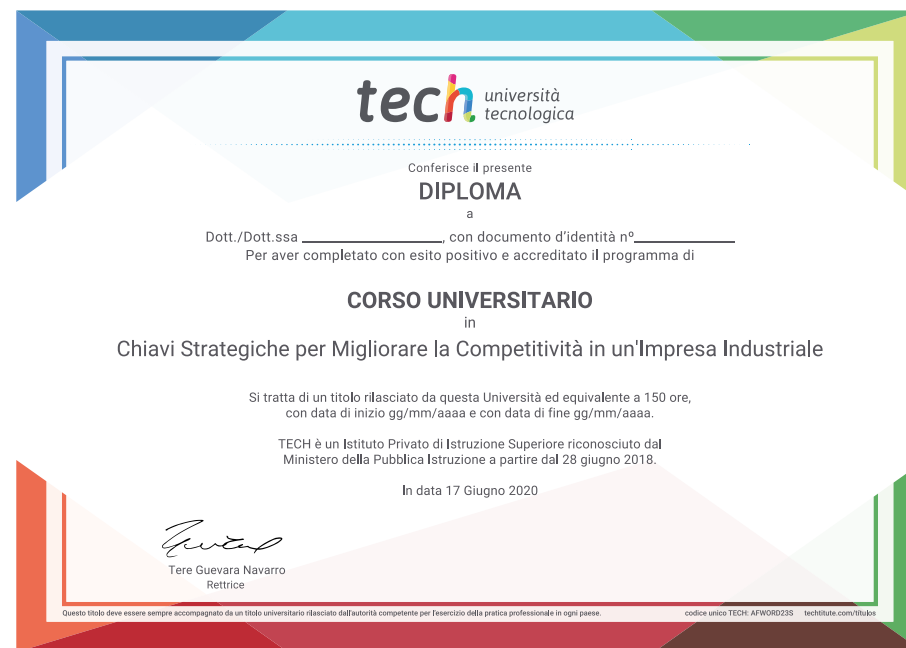 tech università
tecnologica
Conferisce il presente
DIPLOMA
a
Dott./Dott.ssa ______________, con documento d'identità nº__________
Per aver completato con esito positivo e accreditato il programma di
CORSO UNIVERSITARIO
in
Chiavi Strategiche per Migliorare la Competitività in un'Impresa Industriale
Si tratta di un titolo rilasciato da questa Università ed equivalente a 150 ore,
con data di inizio gg/mm/aaaa e con data di fine gg/mm/aaaa.
TECH è un Istituto Privato di Istruzione Superiore riconosciuto dal
Ministero della Pubblica Istruzione a partire dal 28 giugno 2018.
In data 17 Giugno 2020
Tere Guevara Navarro
Rettrice
Questo titolo deve essere sempre accompagnato da un titolo universitario rilasciato dall'autorità competente per l'esercizio della pratica professionale in ogni paese. codice unico TECH: AFWORD23S techtitute.com/titulos